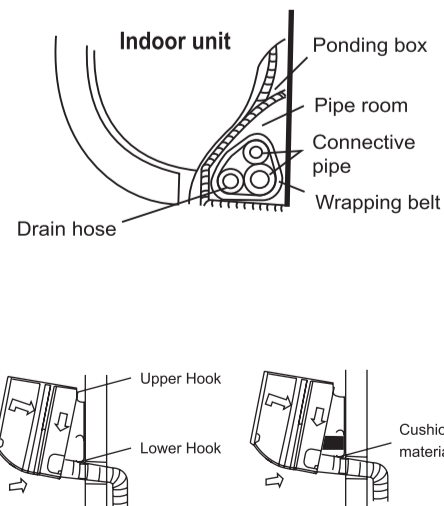 Indoor unit
Ponding box
Pipe room
Connective
pipe
Wrapping belt
Drain hose
Upper Hook
Lower Hook